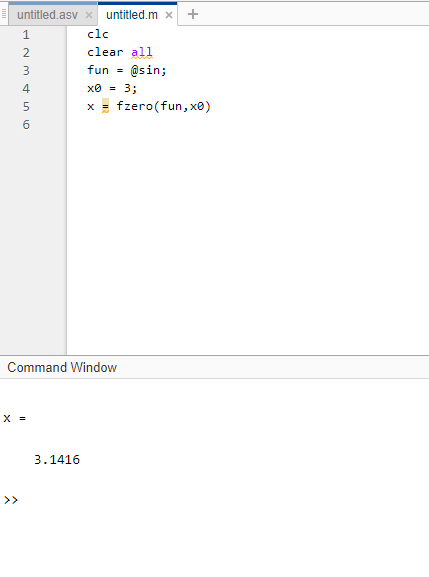 untitled.asv × untitled.m × +
1 clc
2 clear all
3 fun = @sin;
4 x0 = 3;
5 x = fzero(fun,x0)
6
Command Window
x =
3.1416
>>